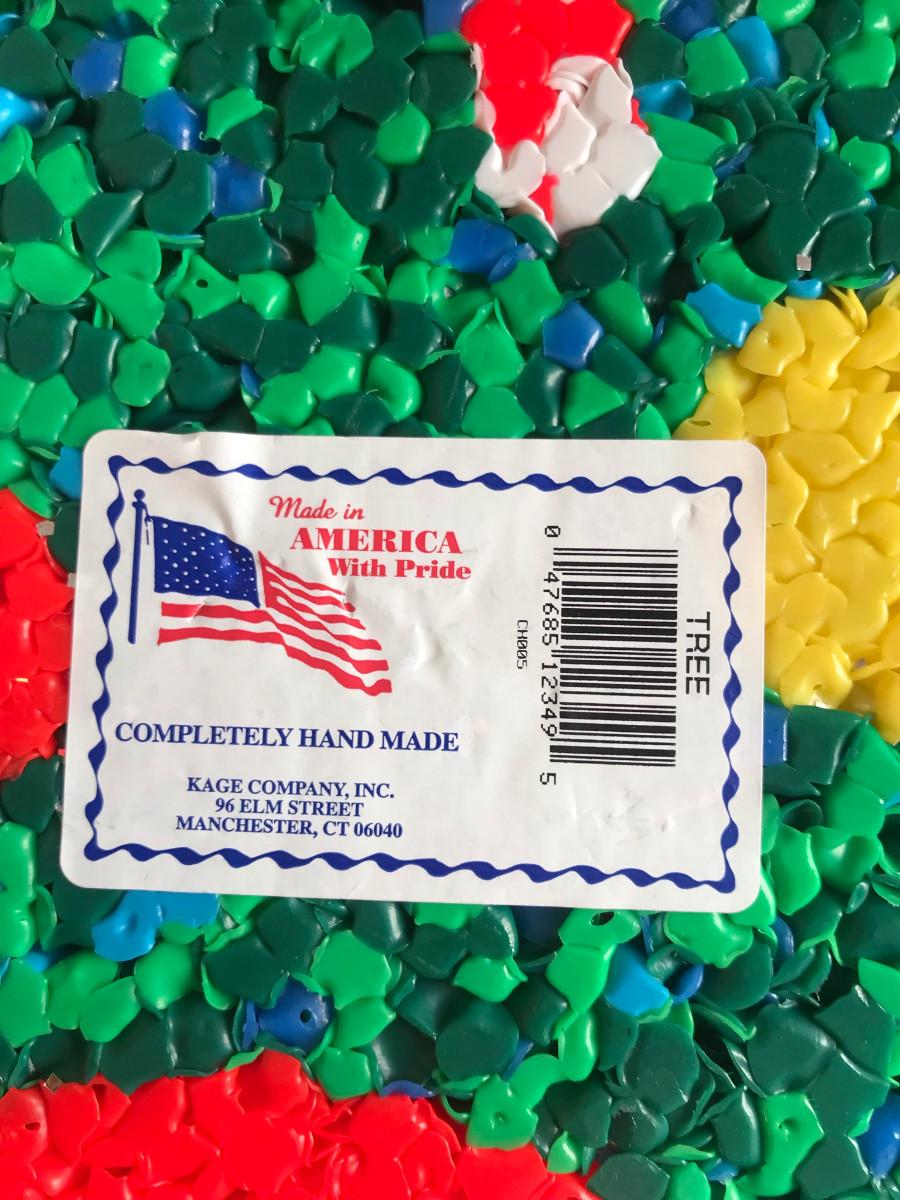 Made in
AMERICA
With Pride
COMPLETELY HAND MADE
KAGE COMPANY, INC.
96 ELM STREET
MANCHESTER, CT 06040
TREE
0 47685 12349 5
CH005